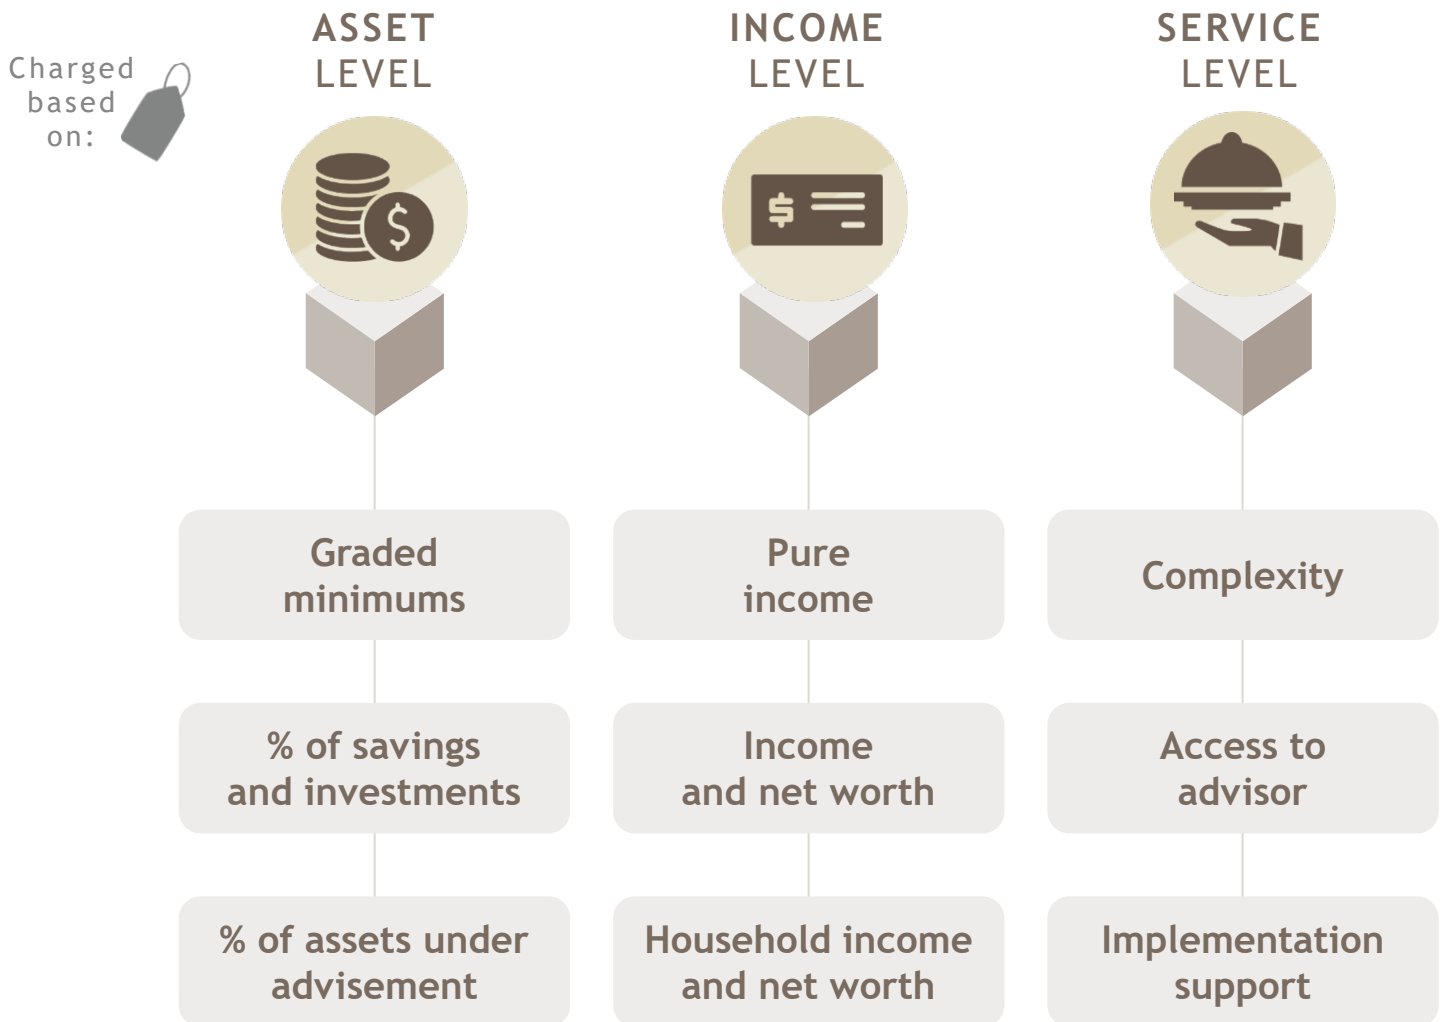 Charged
based
on:
ASSET
LEVEL
INCOME
LEVEL
SERVICE
LEVEL
$
$
Graded
minimums
Pure
income
Complexity
% of savings
and investments
Income
and net worth
Access to
advisor
% of assets under
advisement
Household income
and net worth
Implementation
support